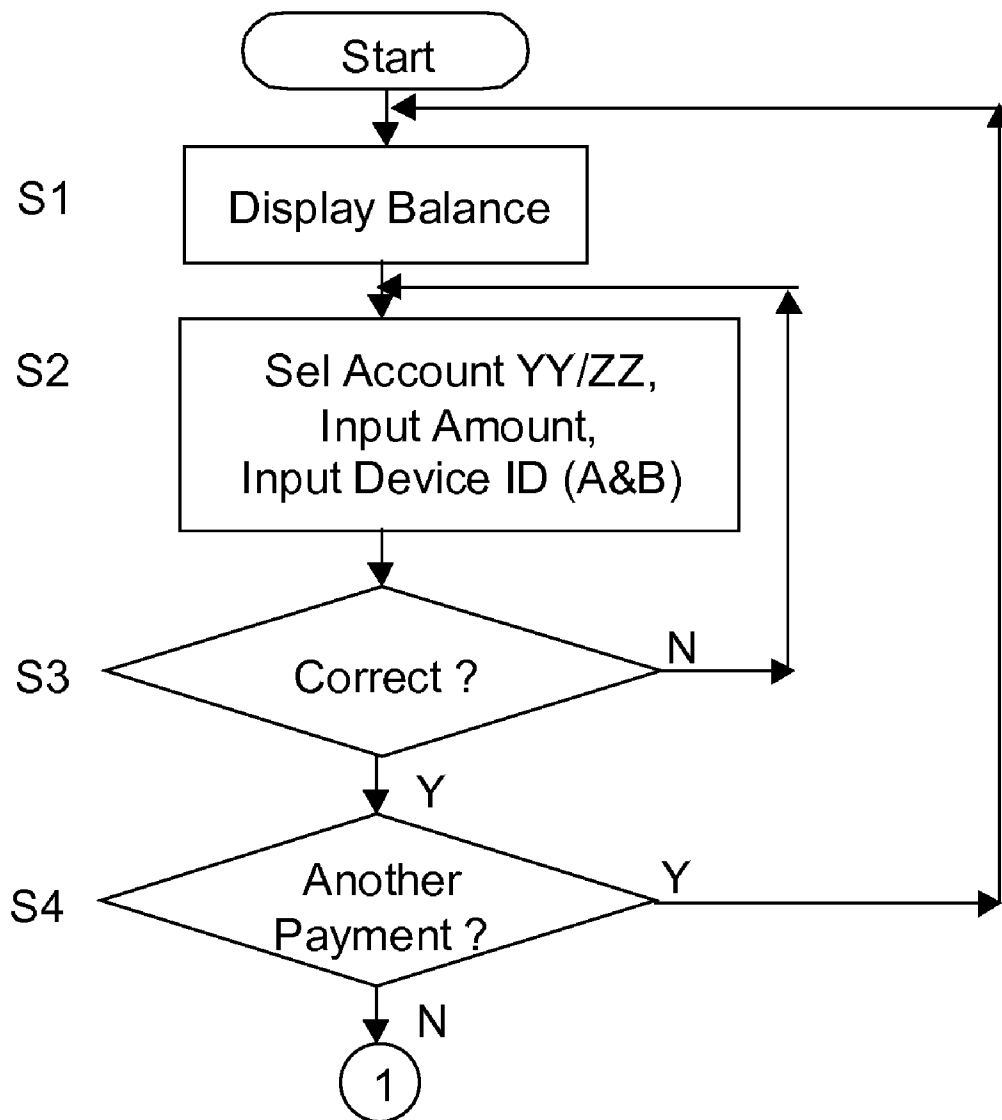 Start
S1
Display Balance
S2
Sel Account YY/ZZ,
Input Amount,
Input Device ID (A&B)
S3
Correct ?
N
Y
S4
Another
Payment ?
Y
N
1